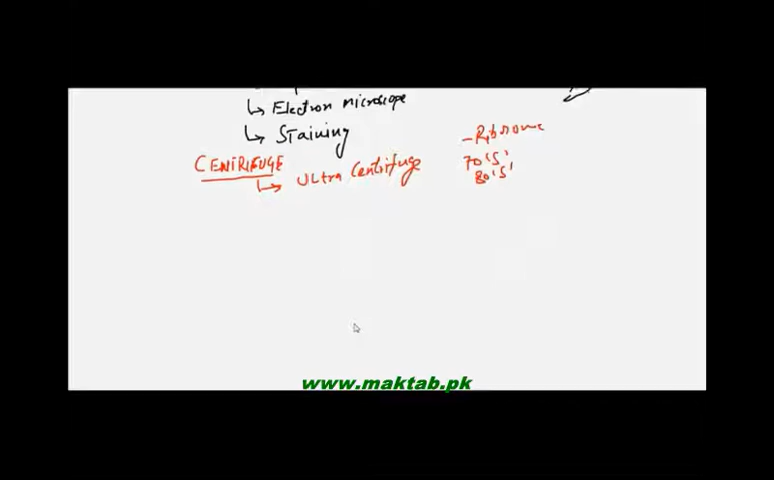 ↳ Electron microscope
↳ Staining
CENTRIFUGE
↳ Ultra Centrifuge
- Ribosome
70'S'
80'S'
www.maktab.pk